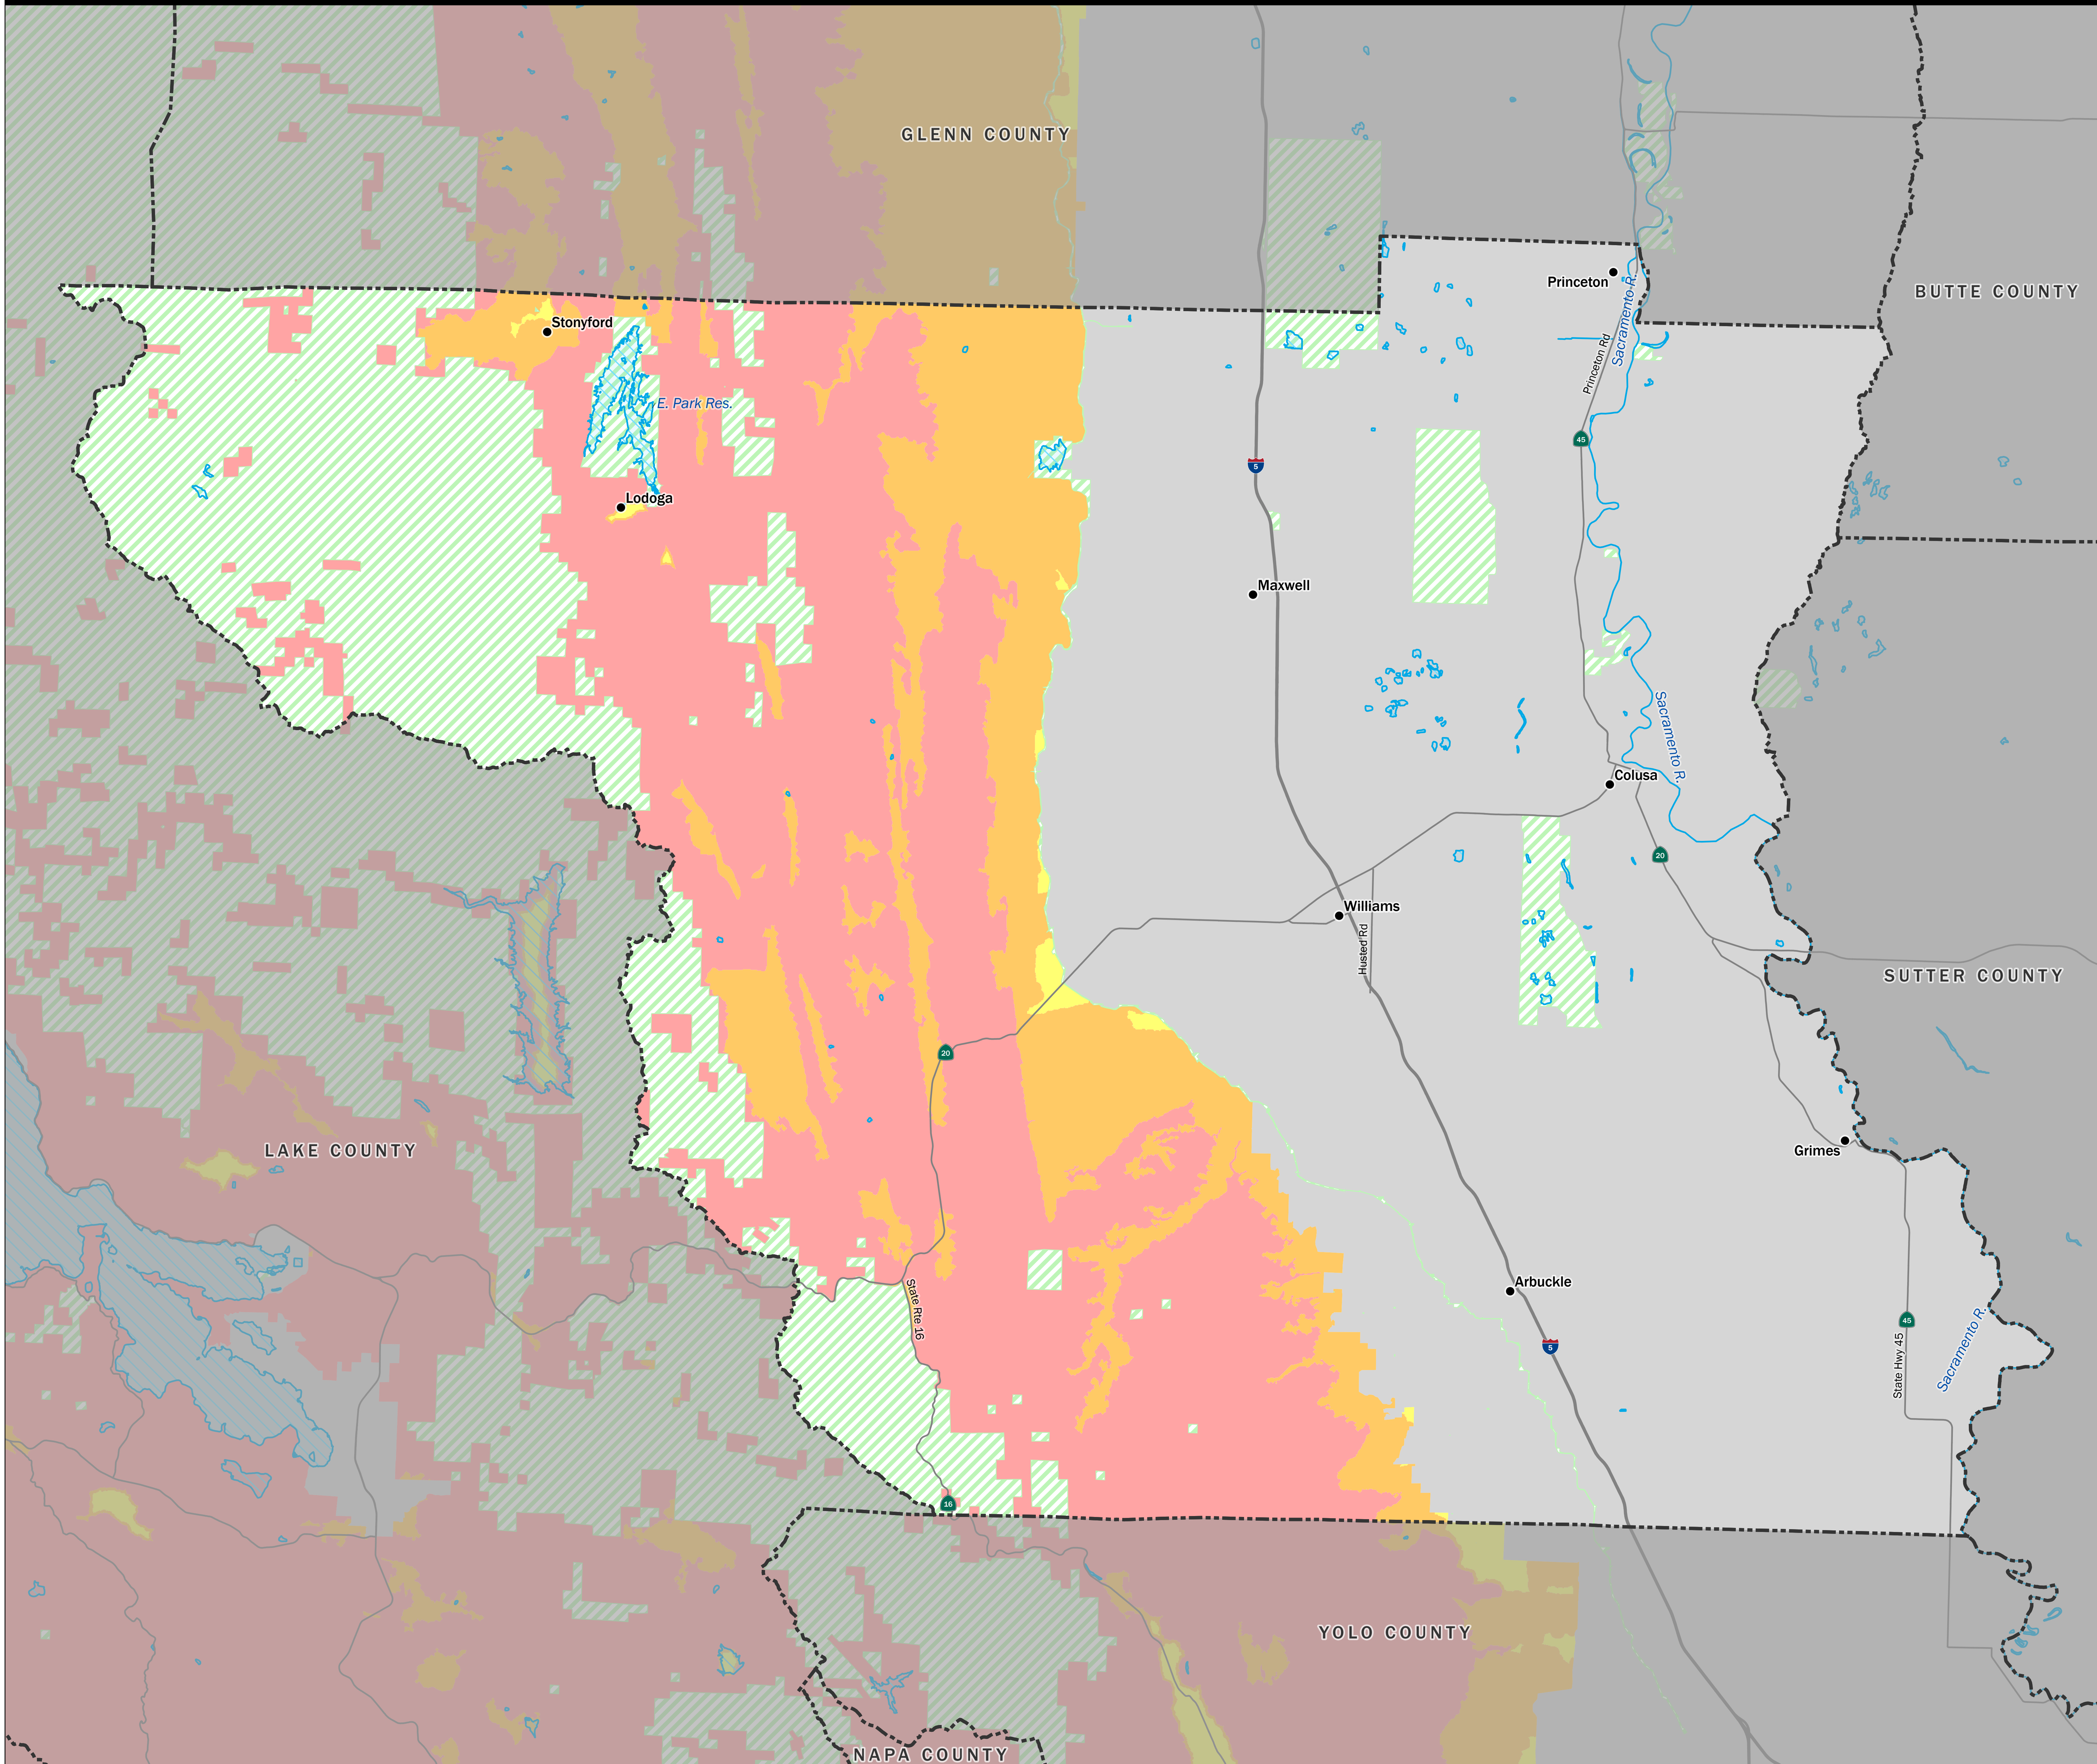 GLENN COUNTY
Princeton
BUTTE COUNTY
Sacramento R.
Stonyford
Princeton Rd
E. Park Res.
45
5
Lodoga
Maxwell
Sacramento R.
Colusa
20
Williams
Husted Rd
SUTTER COUNTY
20
LAKE COUNTY
Grimes
Arbuckle
State Rte 16
45
5
State Hwy 45
Sacramento R.
16
YOLO COUNTY
NAPA COUNTY